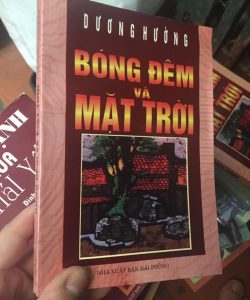 DƯƠNG HƯỚNG
BÓNG ĐÊM
VÀ
MẶT TRỜI
NHÀ XUẤT BẢN HẢI PHÒNG